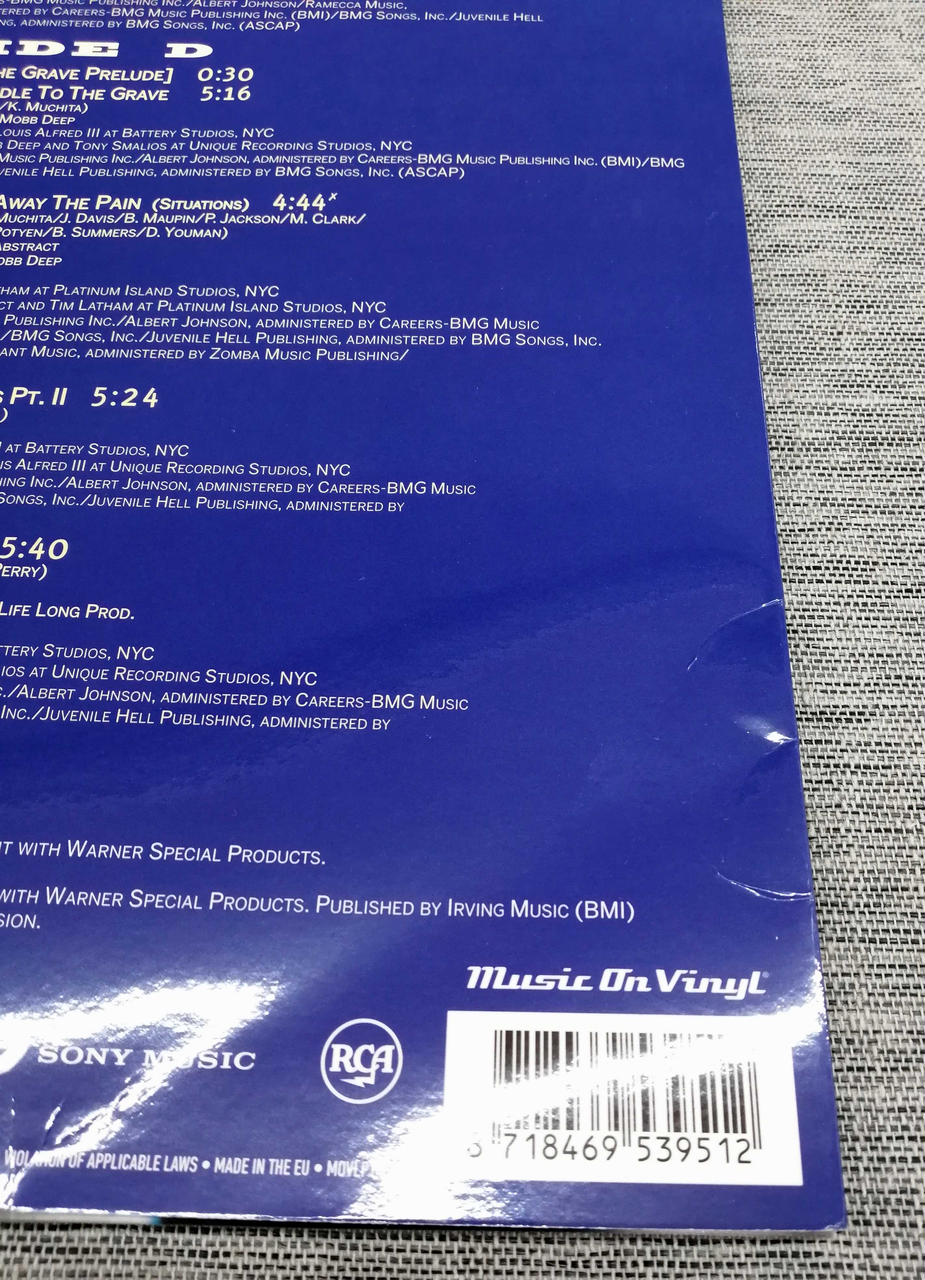 -BMG Music Publishing Inc./Albert Johnson/Ramecca Music,
tered by Careers-BMG Music Publishing Inc. (BMI)/BMG Songs, Inc./Juvenile Hell
ng, administered by BMG Songs, Inc. (ASCAP)
IDE D
he Grave Prelude] 0:30
dle To The Grave 5:16
/K. Muchita)
Mobb Deep
Louis Alfred III at Battery Studios, NYC
b Deep and Tony Smalios at Unique Recording Studios, NYC
Music Publishing Inc./Albert Johnson, administered by Careers-BMG Music Publishing Inc. (BMI)/BMG
venile Hell Publishing, administered by BMG Songs, Inc. (ASCAP)
Away The Pain (Situations) 4:44x
Muchita/J. Davis/B. Maupin/P. Jackson/M. Clark/
Potyen/B. Summers/D. Youman)
Abstract
obb Deep
tham at Platinum Island Studios, NYC
ct and Tim Latham at Platinum Island Studios, NYC
Publishing Inc./Albert Johnson, administered by Careers-BMG Music
/BMG Songs, Inc./Juvenile Hell Publishing, administered by BMG Songs, Inc.
ant Music, administered by Zomba Music Publishing/
s Pt. II 5:24
)
I at Battery Studios, NYC
is Alfred III at Unique Recording Studios, NYC
hing Inc./Albert Johnson, administered by Careers-BMG Music
Songs, Inc./Juvenile Hell Publishing, administered by
5:40
Perry)
Life Long Prod.
ttery Studios, NYC
ios at Unique Recording Studios, NYC
c./Albert Johnson, administered by Careers-BMG Music
Inc./Juvenile Hell Publishing, administered by
t with Warner Special Products.
with Warner Special Products. Published by Irving Music (BMI)
sion.
Music On Vinyl
SONY MUSIC
RCA
VIOLATION OF APPLICABLE LAWS • MADE IN THE EU • MOVLP
718469 539512